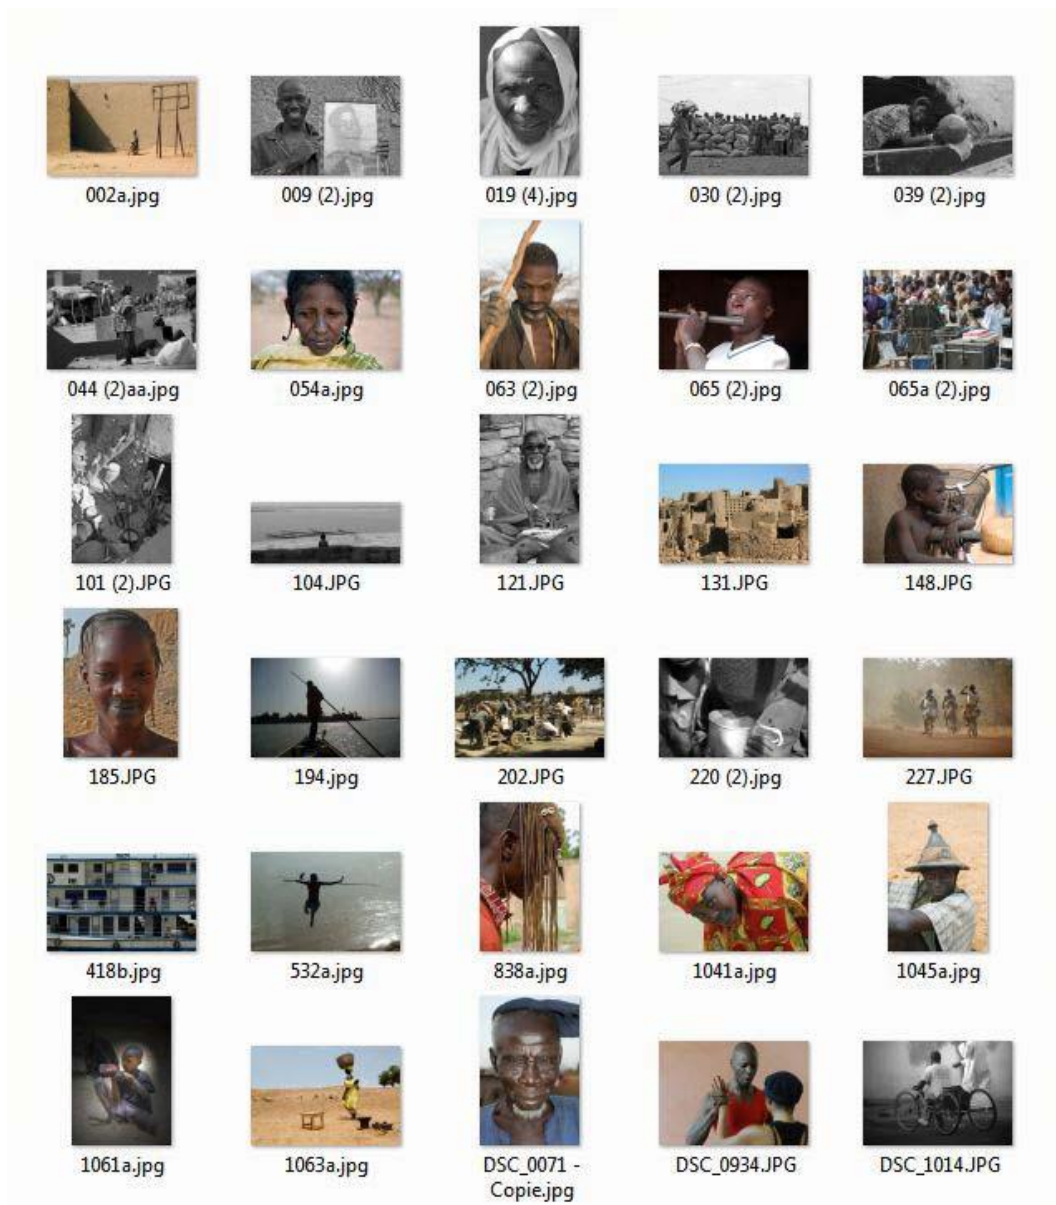 002a.jpg
009 (2).jpg
019 (4).jpg
030 (2).jpg
039 (2).jpg
044 (2)aa.jpg
054a.jpg
063 (2).jpg
065 (2).jpg
065a (2).jpg
101 (2).JPG
104.JPG
121.JPG
131.JPG
148.JPG
185.JPG
194.jpg
202.JPG
220 (2).jpg
227.JPG
418b.jpg
532a.jpg
838a.jpg
1041a.jpg
1045a.jpg
1061a.jpg
1063a.jpg
DSC_0071 -
Copie.jpg
DSC_0934.JPG
DSC_1014.JPG